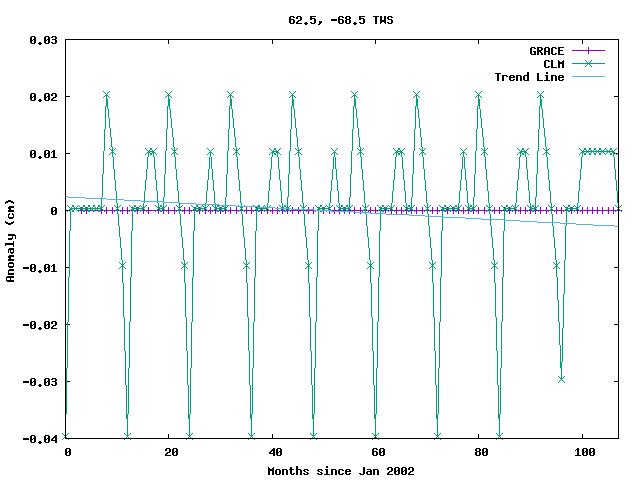 62.5, -68.5 TWS
GRACE
CLM
Trend Line
0.03
0.02
0.01
0
-0.01
-0.02
-0.03
-0.04
Anomaly (cm)
0 20 40 60 80 100
Months since Jan 2002